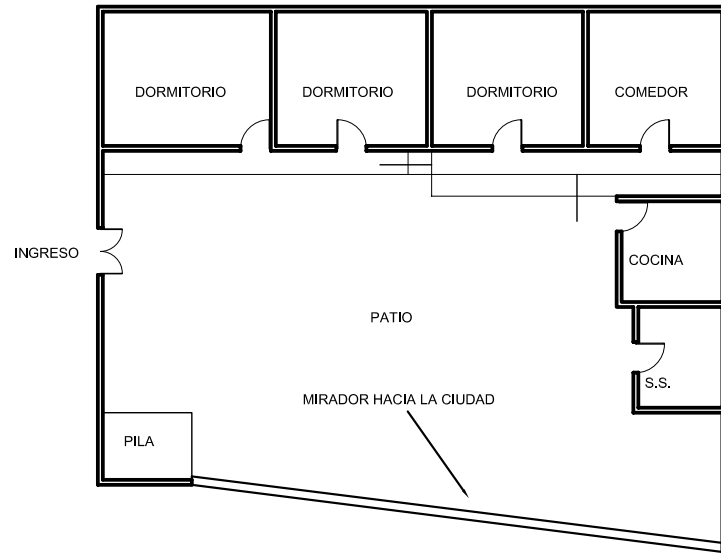 DORMITORIO
DORMITORIO
DORMITORIO
COMEDOR
INGRESO
COCINA
PATIO
S.S.
MIRADOR HACIA LA CIUDAD
PILA